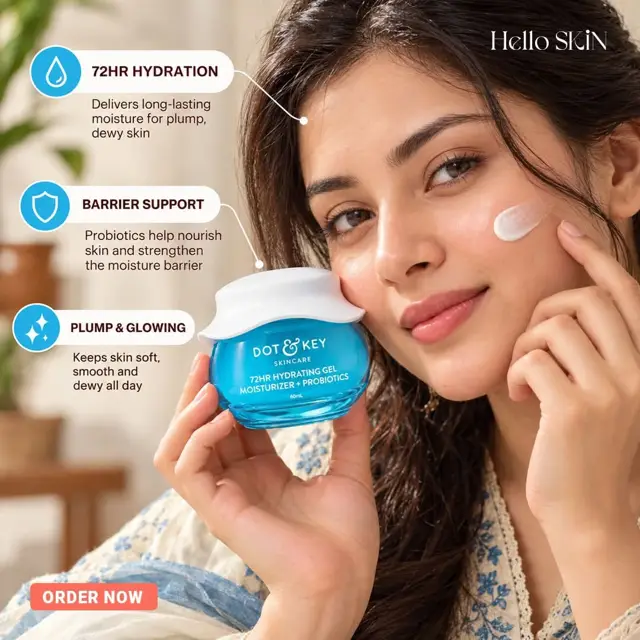 Hello SKiN
72HR HYDRATION
Delivers long-lasting
moisture for plump,
dewy skin
BARRIER SUPPORT
Probiotics help nourish
skin and strengthen
the moisture barrier
PLUMP & GLOWING
Keeps skin soft,
smooth and
dewy all day
DOT & KEY
SKINCARE
72HR HYDRATING GEL
MOISTURIZER + PROBIOTICS
60mL
ORDER NOW